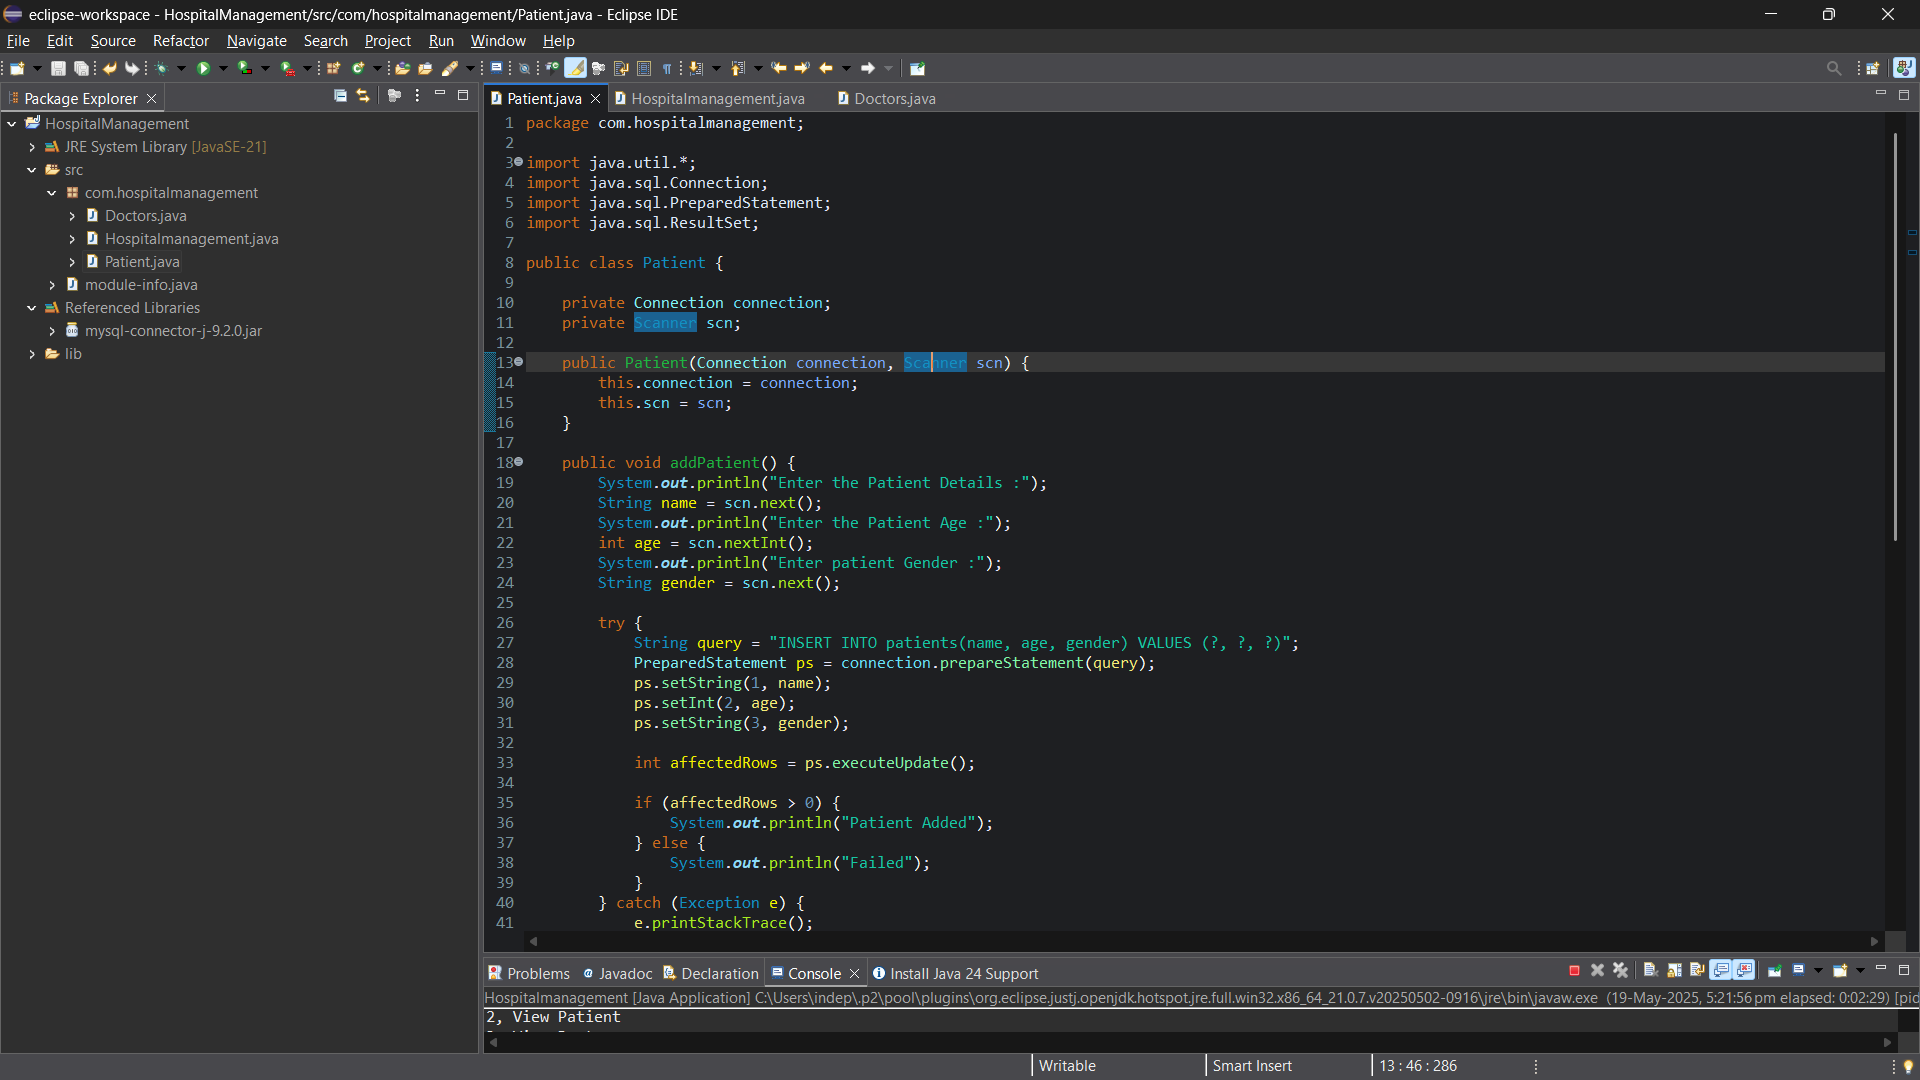 eclipse-workspace - HospitalManagement/src/com/hospitalmanagement/Patient.java - Eclipse IDE
File Edit Source Refactor Navigate Search Project Run Window Help
Package Explorer
HospitalManagement
JRE System Library [JavaSE-21]
src
com.hospitalmanagement
Doctors.java
Hospitalmanagement.java
Patient.java
module-info.java
Referenced Libraries
mysql-connector-j-9.2.0.jar
lib
Patient.java Hospitalmanagement.java Doctors.java
1 package com.hospitalmanagement;
2
3 import java.util.*;
4 import java.sql.Connection;
5 import java.sql.PreparedStatement;
6 import java.sql.ResultSet;
7
8 public class Patient {
9
10 private Connection connection;
11 private Scanner scn;
12
13 public Patient(Connection connection, Scanner scn) {
14 this.connection = connection;
15 this.scn = scn;
16 }
17
18 public void addPatient() {
19 System.out.println("Enter the Patient Details :");
20 String name = scn.next();
21 System.out.println("Enter the Patient Age :");
22 int age = scn.nextInt();
23 System.out.println("Enter patient Gender :");
24 String gender = scn.next();
25
26 try {
27 String query = "INSERT INTO patients(name, age, gender) VALUES (?, ?, ?)";
28 PreparedStatement ps = connection.prepareStatement(query);
29 ps.setString(1, name);
30 ps.setInt(2, age);
31 ps.setString(3, gender);
32
33 int affectedRows = ps.executeUpdate();
34
35 if (affectedRows > 0) {
36 System.out.println("Patient Added");
37 } else {
38 System.out.println("Failed");
39 }
40 } catch (Exception e) {
41 e.printStackTrace();
Problems Javadoc Declaration Console Install Java 24 Support
Hospitalmanagement [Java Application] C:\Users\indep\.p2\pool\plugins\org.eclipse.justj.openjdk.hotspot.jre.full.win32.x86_64_21.0.7.v20250502-0916\jre\bin\javaw.exe (19-May-2025, 5:21:56 pm elapsed: 0:02:29) [pid
2, View Patient
Writable Smart Insert 13 : 46 : 286